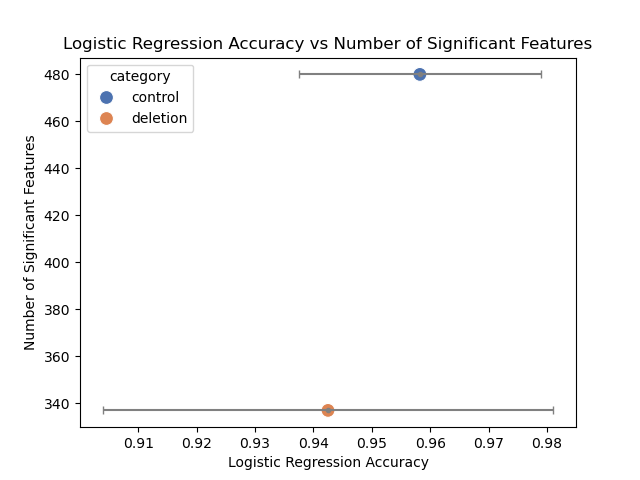 Logistic Regression Accuracy vs Number of Significant Features
category
control
deletion
Number of Significant Features
480
460
440
420
400
380
360
340
0.91 0.92 0.93 0.94 0.95 0.96 0.97 0.98
Logistic Regression Accuracy